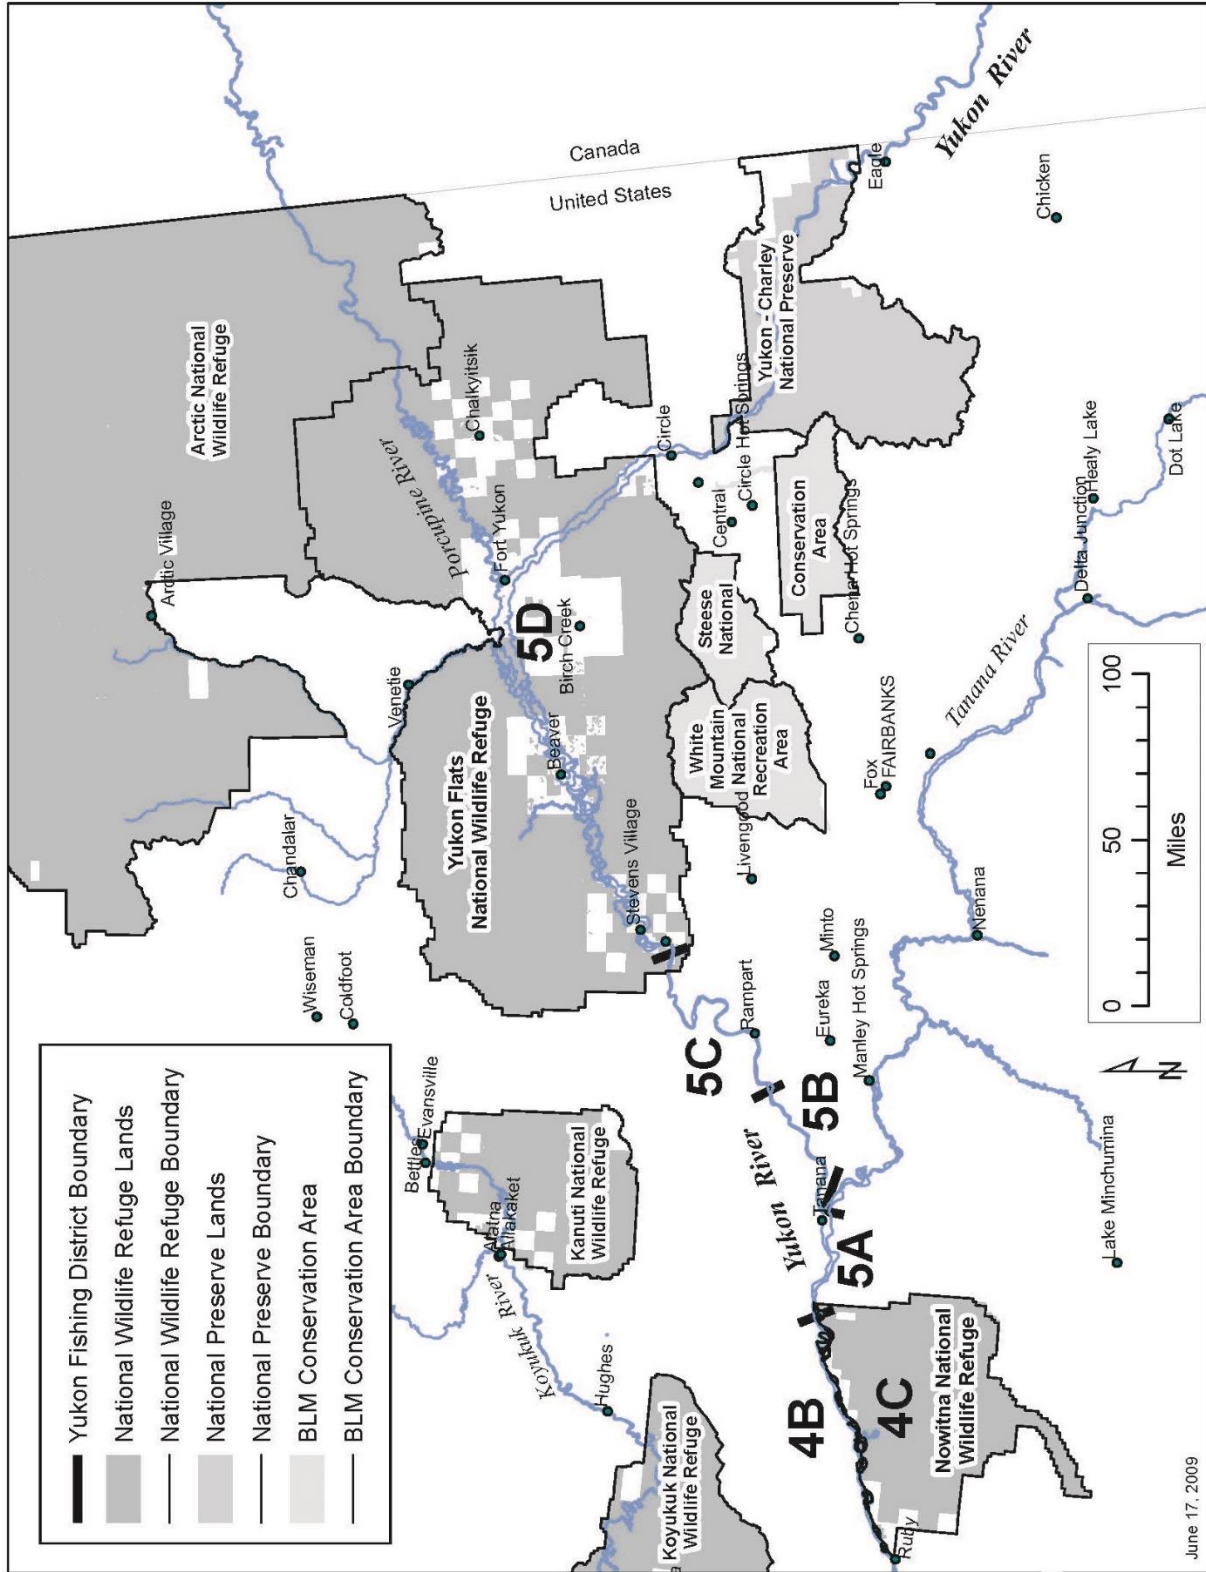 Yukon Fishing District Boundary
National Wildlife Refuge Lands
National Wildlife Refuge Boundary
National Preserve Lands
National Preserve Boundary
BLM Conservation Area
BLM Conservation Area Boundary
Arctic Village
Arctic National
Wildlife Refuge
Wiseman
Coldfoot
Chandalar
Venetie
Porcupine River
Canada
United States
Bettles
Evansville
Alatna
Allakaket
Koyukuk River
Hughes
Kanuti National
Wildlife Refuge
Koyukuk National
Wildlife Refuge
Yukon Flats
National Wildlife Refuge
Stevens Village
Beaver
Birch Creek
5D
Fort Yukon
Chalkyitsik
Circle
Central
Circle Hot Springs
Yukon - Charley
National Preserve
Eagle
Yukon River
Chicken
5C
Rampart
Livengood
White
Mountain
National
Recreation
Area
Steese
National
Conservation
Area
Chena Hot Springs
Yukon River
5B
Eureka
Minto
Manley Hot Springs
Tanana
5A
4B
4C
Nowitna National
Wildlife Refuge
Ruby
Fox
FAIRBANKS
Tanana River
Nenana
Delta Junction
Healy Lake
Dot Lake
Lake Minchumina
N
0 50 100
Miles
June 17, 2009